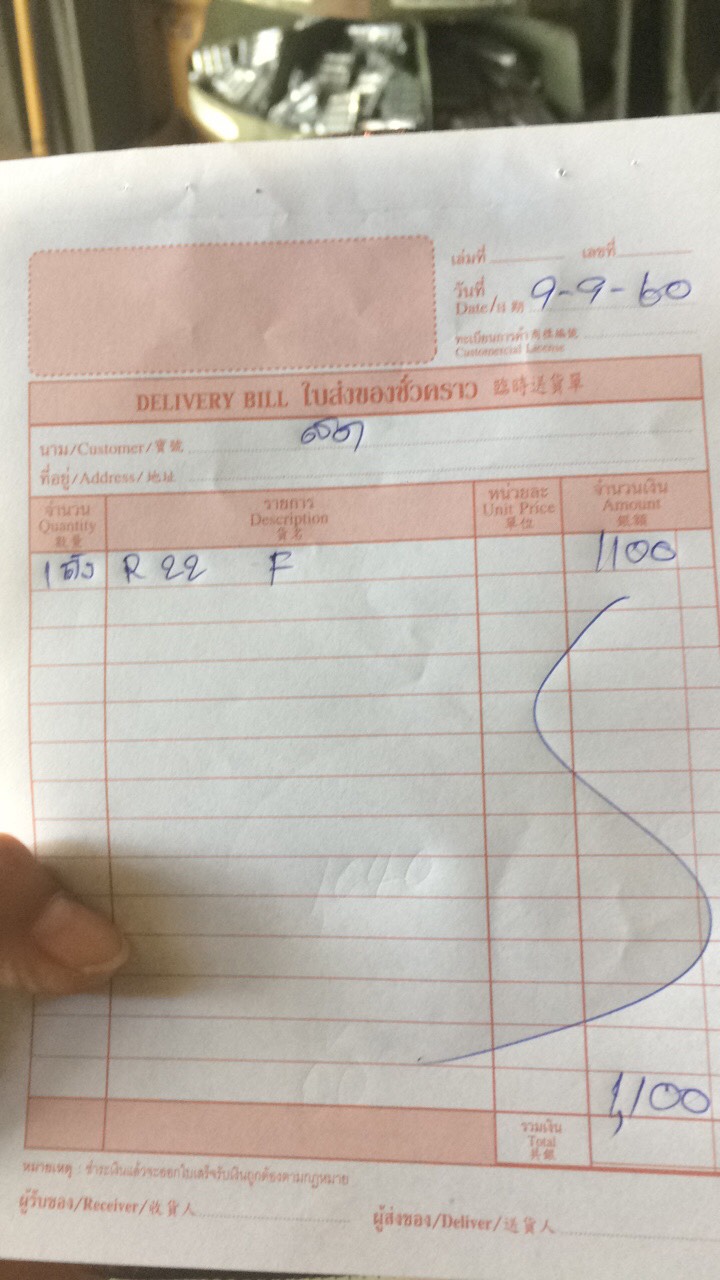 เล่มที่ เลขที่
วันที่ 9-9-60
Date/日期
ทะเบียนการค้า 商標編號
Commercial License
DELIVERY BILL ใบส่งของชั่วคราว 臨時送貨單
นาม/Customer/寶號
ที่อยู่/Address/地址
จำนวน รายการ หน่วยละ จำนวนเงิน
Quantity Description Unit Price Amount
數量 貨名 單位 銀額
1 ถัง R 22 F 1100
1,100
รวมเงิน
Total
共銀
หมายเหตุ : ชำระเงินแล้วจะออกใบเสร็จรับเงินถูกต้องตามกฎหมาย
ผู้รับของ/Receiver/收貨人 ผู้ส่งของ/Deliver/送貨人